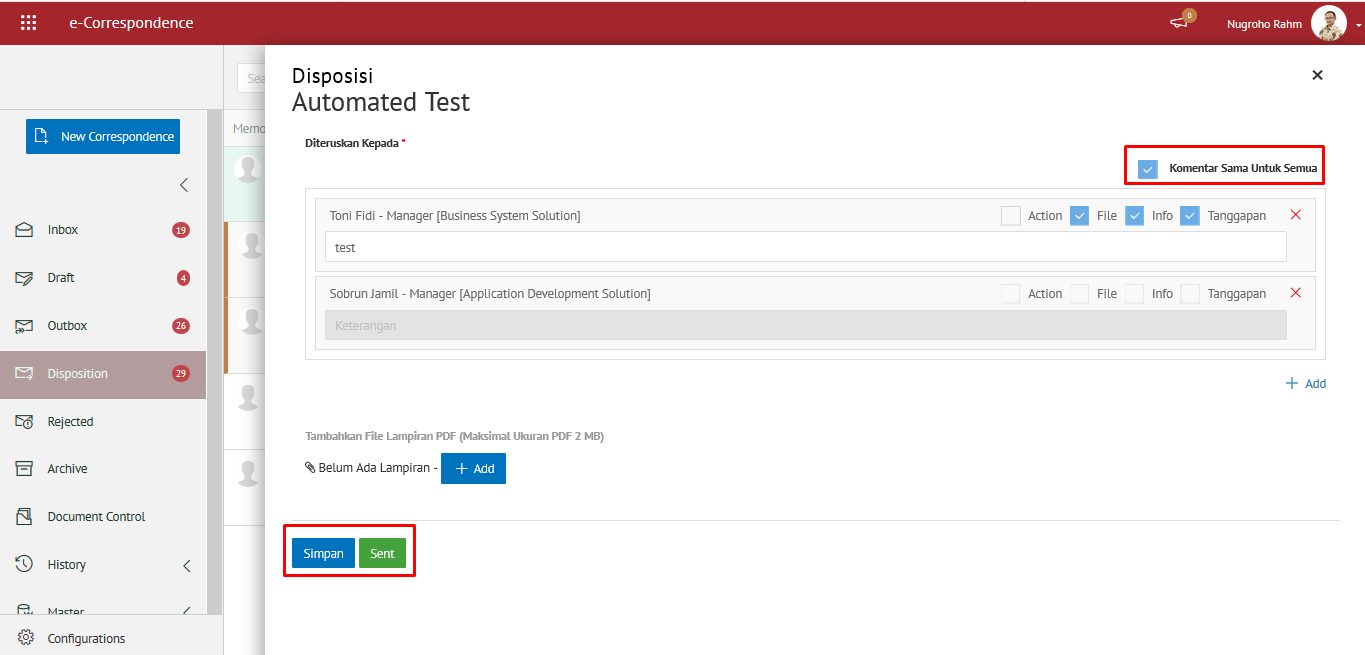 e-Correspondence
0
Nugroho Rahm
New Correspondence
Inbox 19
Draft 4
Outbox 26
Disposition 29
Rejected
Archive
Document Control
History
Master
Configurations
Sea
Memo
Disposisi
Automated Test
Diteruskan Kepada *
Komentar Sama Untuk Semua
Toni Fidi - Manager [Business System Solution] Action File Info Tanggapan
test
Sobrun Jamil - Manager [Application Development Solution] Action File Info Tanggapan
Keterangan
Add
Tambahkan File Lampiran PDF (Maksimal Ukuran PDF 2 MB)
Belum Ada Lampiran - Add
Simpan Sent